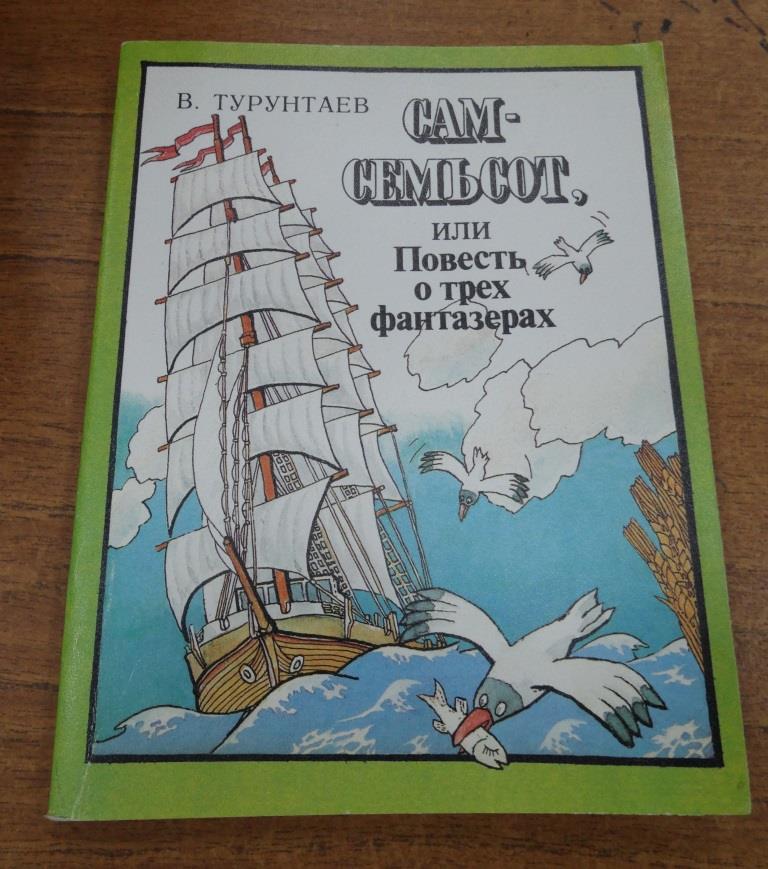 В. ТУРУНТАЕВ
САМ-
СЕМЬСОТ,
или
Повесть
о трех
фантазерах